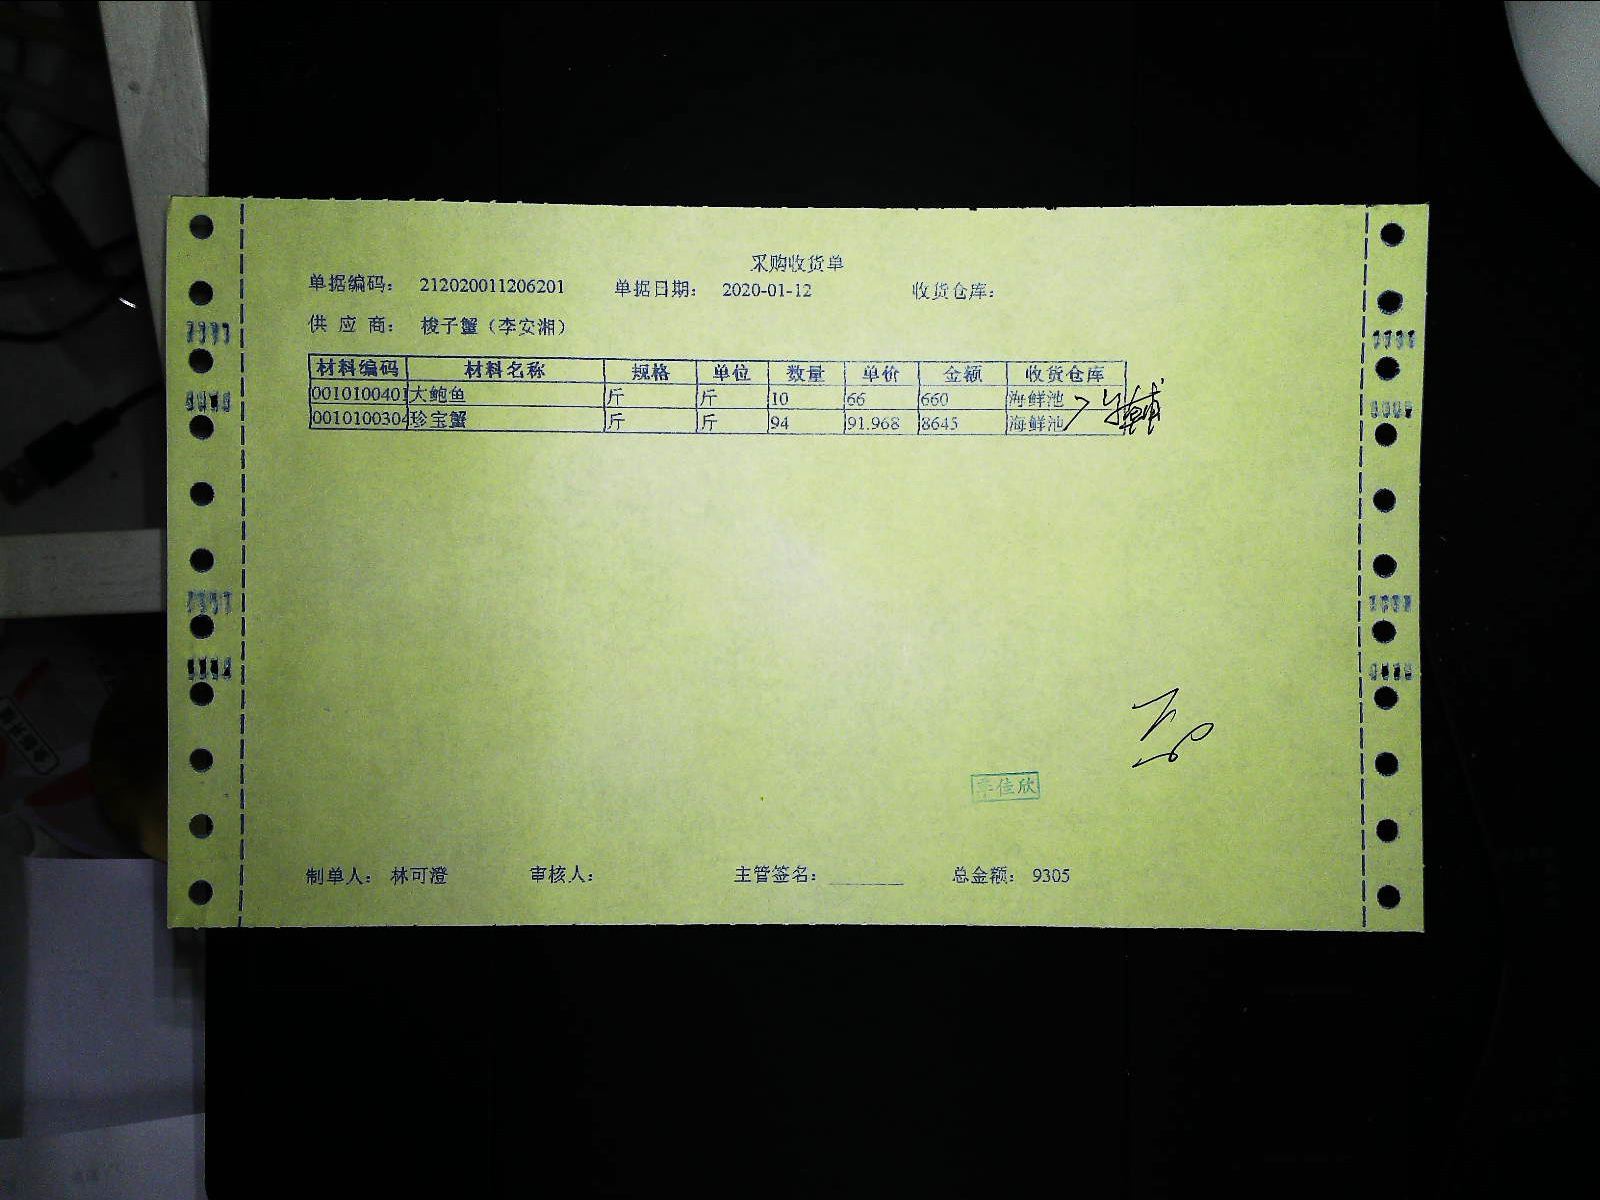 采购收货单
单据编码： 212020011206201 单据日期： 2020-01-12 收货仓库：
供 应 商： 梭子蟹（李安湘）
材料编码 材料名称 规格 单位 数量 单价 金额 收货仓库
0010100401 大鲍鱼 斤 斤 10 66 660 海鲜池
0010100304 珍宝蟹 斤 斤 94 91.968 8645 海鲜池
佳欣
制单人： 林可澄 审核人： 主管签名： 总金额： 9305